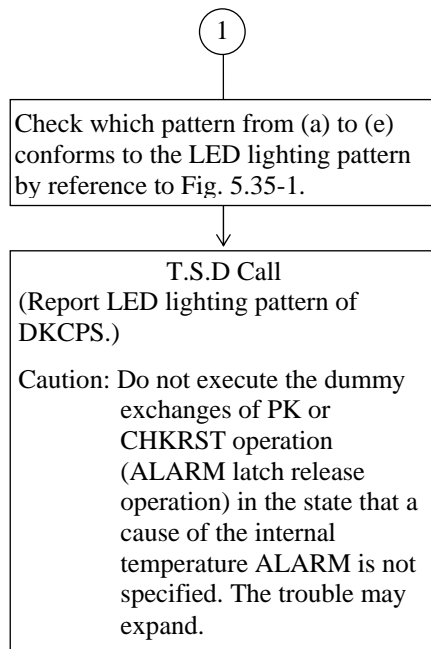 1
Check which pattern from (a) to (e)
conforms to the LED lighting pattern
by reference to Fig. 5.35-1.
T.S.D Call
(Report LED lighting pattern of
DKCPS.)
Caution: Do not execute the dummy
exchanges of PK or
CHKRST operation
(ALARM latch release
operation) in the state that a
cause of the internal
temperature ALARM is not
specified. The trouble may
expand.